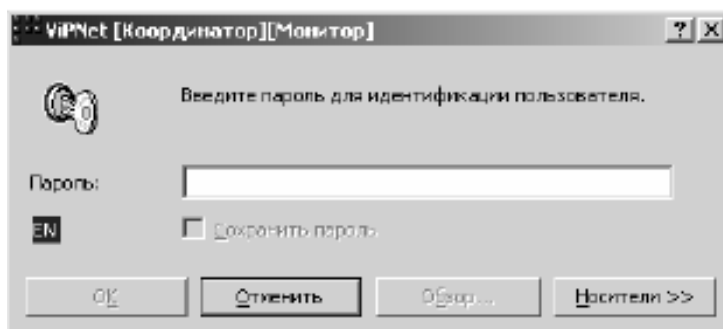 ViPNet [Координатор][Монитор]
Введите пароль для идентификации пользователя.
Пароль:
EN
Сохранить пароль
OK
Отменить
Обзор...
Носители >>